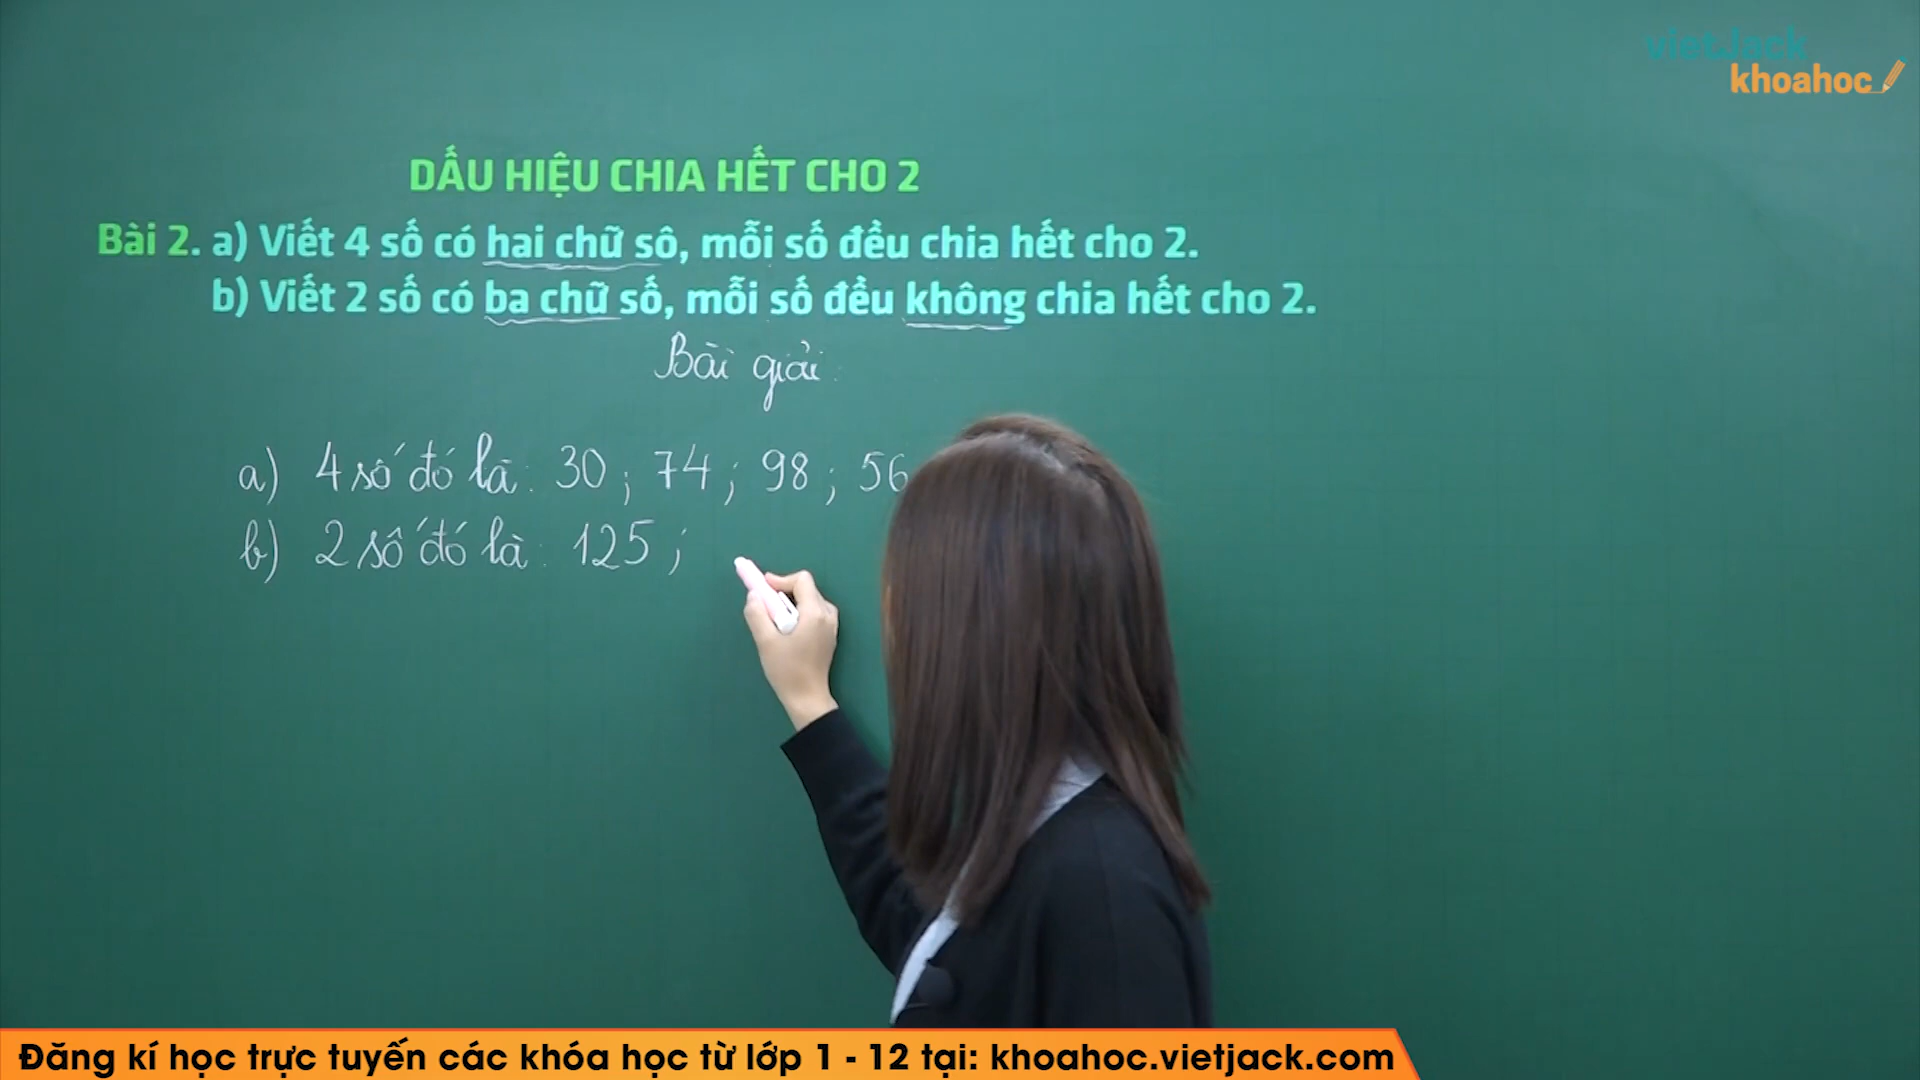 vietJack
khoahoc
DẤU HIỆU CHIA HẾT CHO 2
Bài 2. a) Viết 4 số có hai chữ sô, mỗi số đều chia hết cho 2.
b) Viết 2 số có ba chữ số, mỗi số đều không chia hết cho 2.
Bài giải:
a) 4 số đó là: 30 ; 74 ; 98 ; 56
b) 2 số đó là: 125 ;
Đăng kí học trực tuyến các khóa học từ lớp 1 - 12 tại: khoahoc.vietjack.com